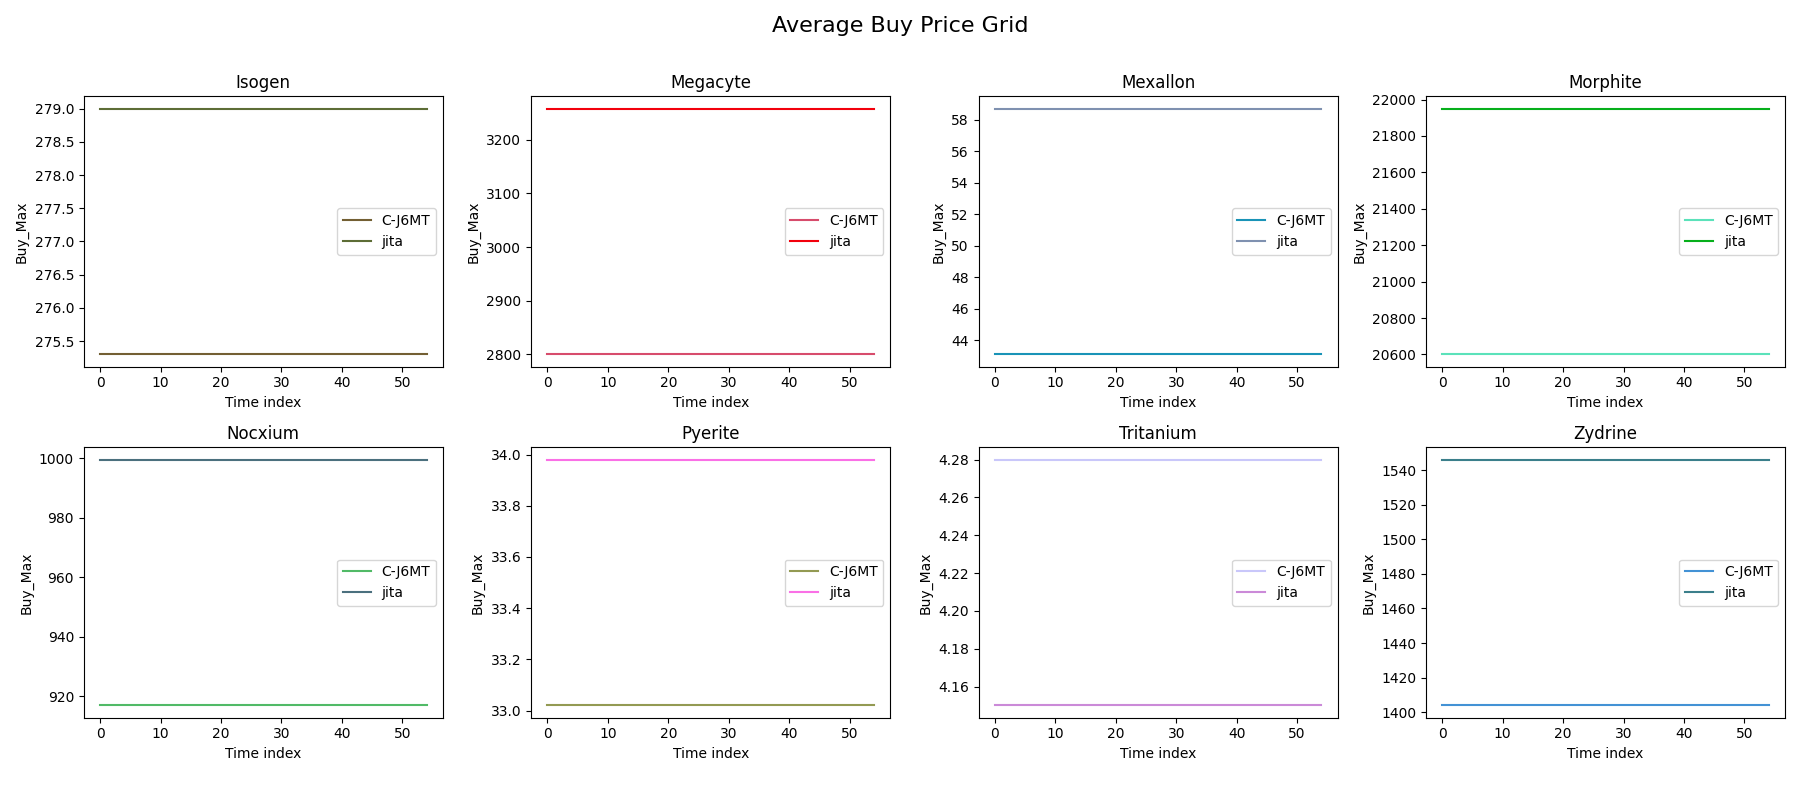 Average Buy Price Grid
Isogen
Buy_Max
279.0
278.5
278.0
277.5
277.0
276.5
276.0
275.5
C-J6MT
jita
0 10 20 30 40 50
Time index
Megacyte
Buy_Max
3200
3100
3000
2900
2800
C-J6MT
jita
0 10 20 30 40 50
Time index
Mexallon
Buy_Max
58
56
54
52
50
48
46
44
C-J6MT
jita
0 10 20 30 40 50
Time index
Morphite
Buy_Max
22000
21800
21600
21400
21200
21000
20800
20600
C-J6MT
jita
0 10 20 30 40 50
Time index
Nocxium
Buy_Max
1000
980
960
940
920
C-J6MT
jita
0 10 20 30 40 50
Time index
Pyerite
Buy_Max
34.0
33.8
33.6
33.4
33.2
33.0
C-J6MT
jita
0 10 20 30 40 50
Time index
Tritanium
Buy_Max
4.28
4.26
4.24
4.22
4.20
4.18
4.16
C-J6MT
jita
0 10 20 30 40 50
Time index
Zydrine
Buy_Max
1540
1520
1500
1480
1460
1440
1420
1400
C-J6MT
jita
0 10 20 30 40 50
Time index